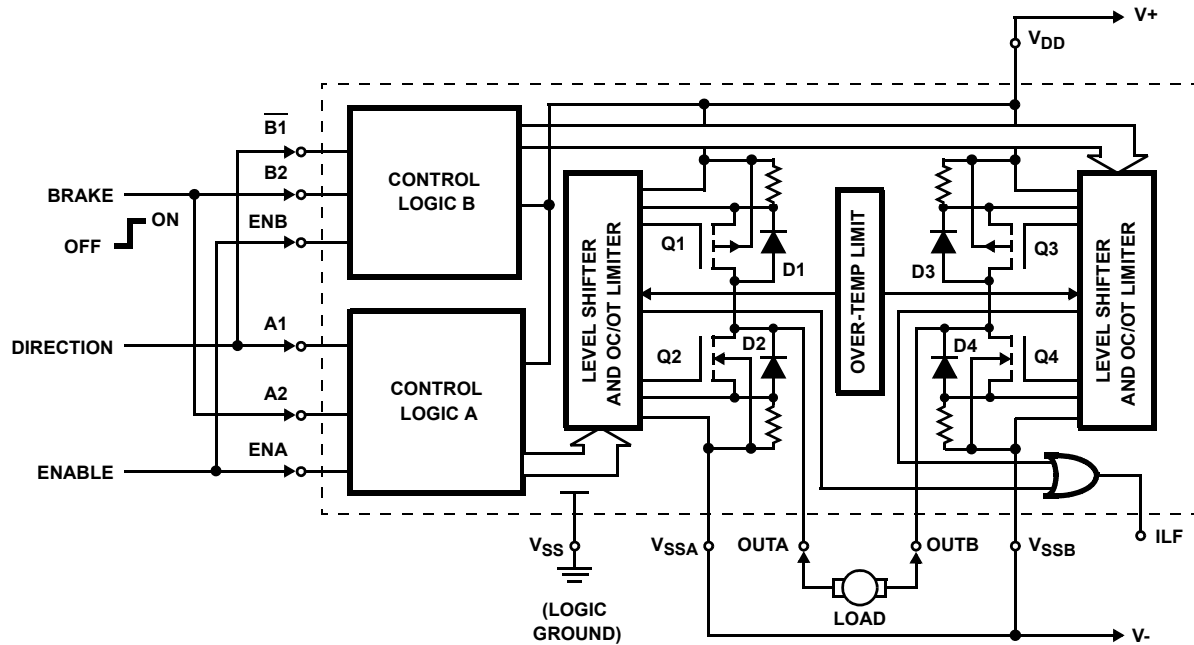 V+
VDD
B1
B2
BRAKE
ON
OFF
ENB
CONTROL
LOGIC B
A1
DIRECTION
A2
CONTROL
LOGIC A
ENA
ENABLE
LEVEL SHIFTER
AND OC/OT LIMITER
Q1
D1
Q2
D2
OVER-TEMP LIMIT
D3
Q3
D4
Q4
LEVEL SHIFTER
AND OC/OT LIMITER
VSS
(LOGIC
GROUND)
VSSA
OUTA
OUTB
VSSB
ILF
LOAD
V-